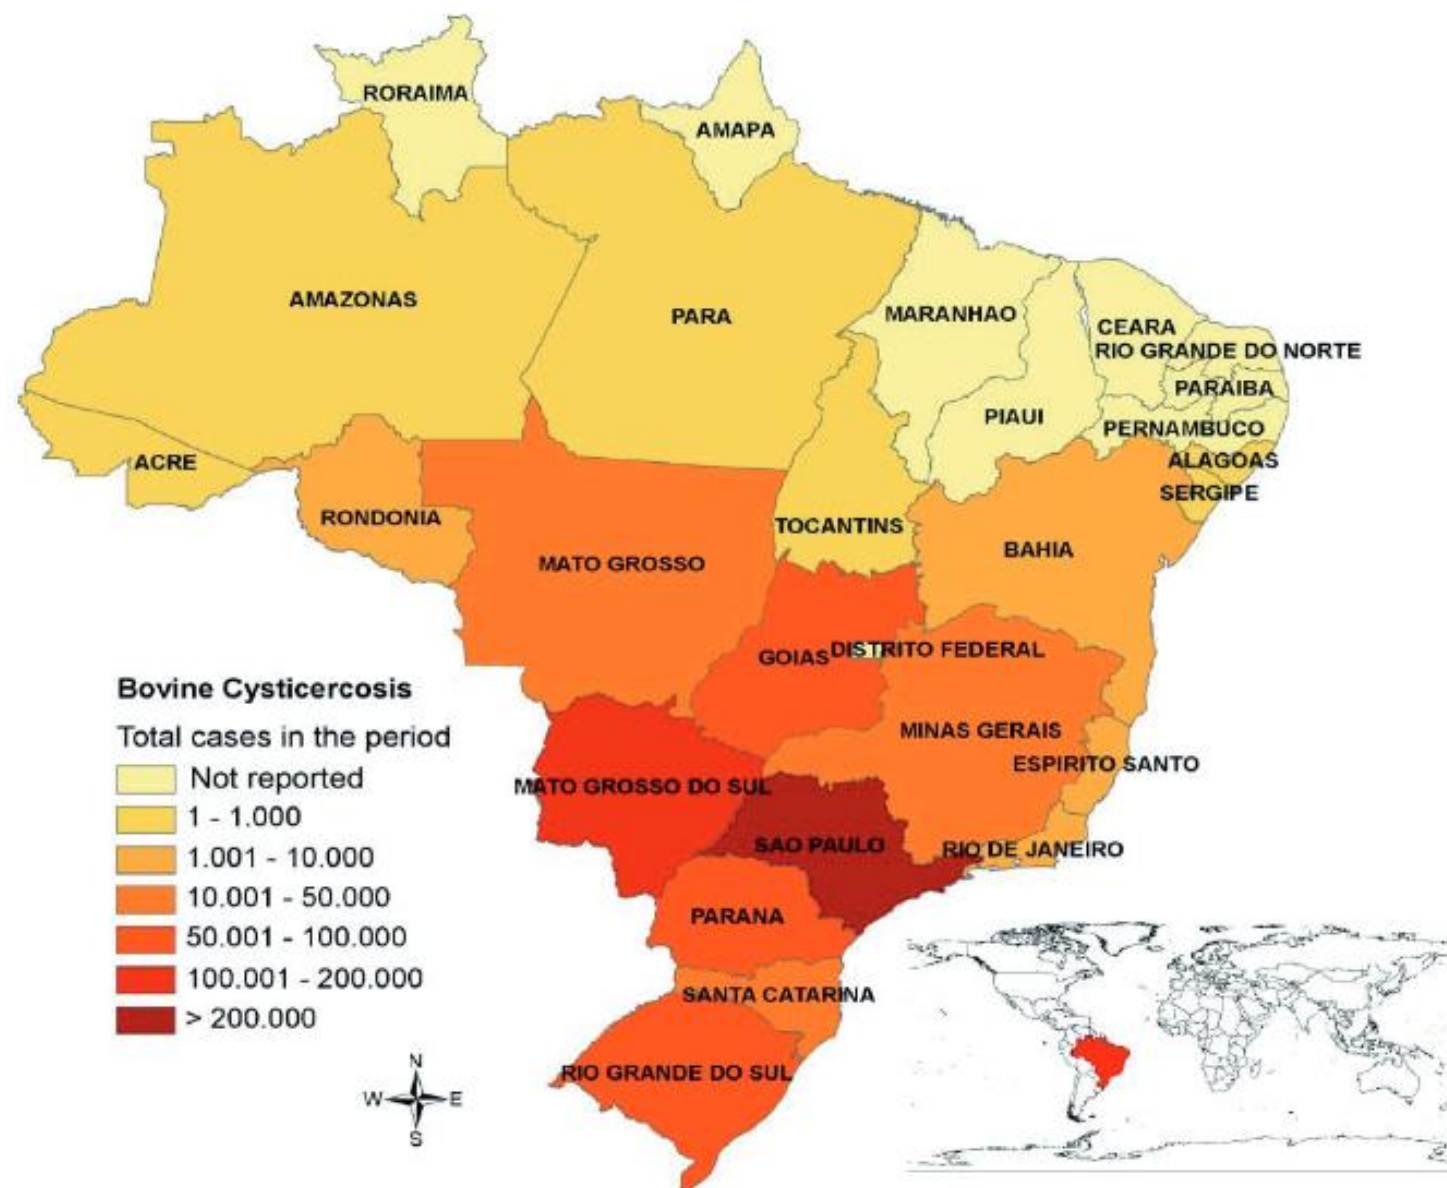 RORAIMA
AMAPA
AMAZONAS
PARA
MARANHAO
CEARA
RIO GRANDE DO NORTE
PARAIBA
PIAUI
PERNAMBUCO
ACRE
ALAGOAS
SERGIPE
RONDONIA
TOCANTINS
BAHIA
MATO GROSSO
GOIAS
DISTRITO FEDERAL
MINAS GERAIS
ESPIRITO SANTO
MATO GROSSO DO SUL
SAO PAULO
RIO DE JANEIRO
PARANA
SANTA CATARINA
RIO GRANDE DO SUL
Bovine Cysticercosis
Total cases in the period
Not reported
1 - 1.000
1.001 - 10.000
10.001 - 50.000
50.001 - 100.000
100.001 - 200.000
> 200.000
N
W E
S